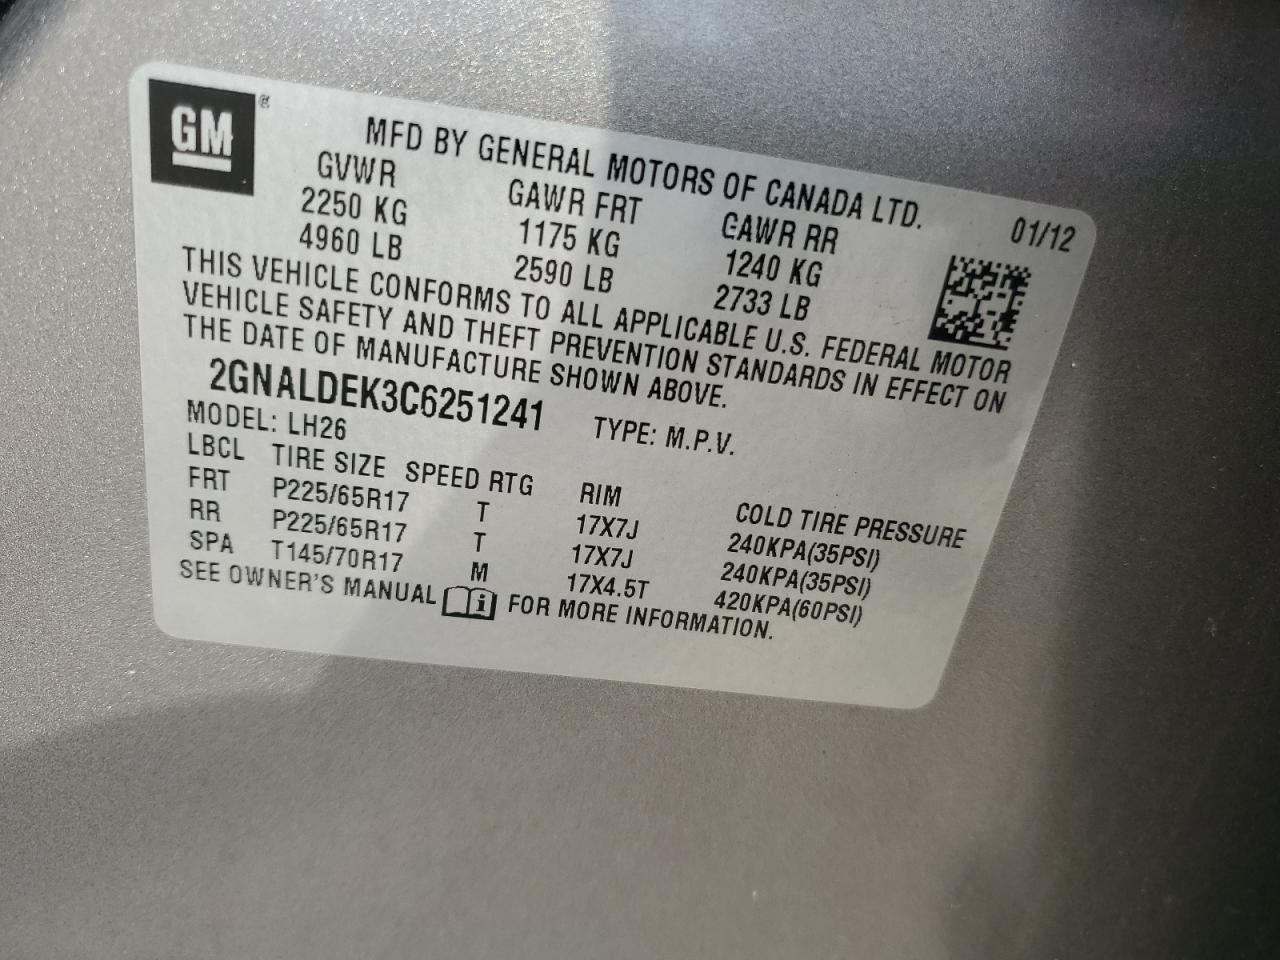 GM ®
MFD BY GENERAL MOTORS OF CANADA LTD.
01/12
GVWR GAWR FRT GAWR RR
2250 KG 1175 KG 1240 KG
4960 LB 2590 LB 2733 LB
THIS VEHICLE CONFORMS TO ALL APPLICABLE U.S. FEDERAL MOTOR
VEHICLE SAFETY AND THEFT PREVENTION STANDARDS IN EFFECT ON
THE DATE OF MANUFACTURE SHOWN ABOVE.
2GNALDEK3C6251241 TYPE: M.P.V.
MODEL: LH26
LBCL TIRE SIZE SPEED RTG RIM COLD TIRE PRESSURE
FRT P225/65R17 T 17X7J 240KPA(35PSI)
RR P225/65R17 T 17X7J 240KPA(35PSI)
SPA T145/70R17 M 17X4.5T 420KPA(60PSI)
SEE OWNER'S MANUAL i FOR MORE INFORMATION.